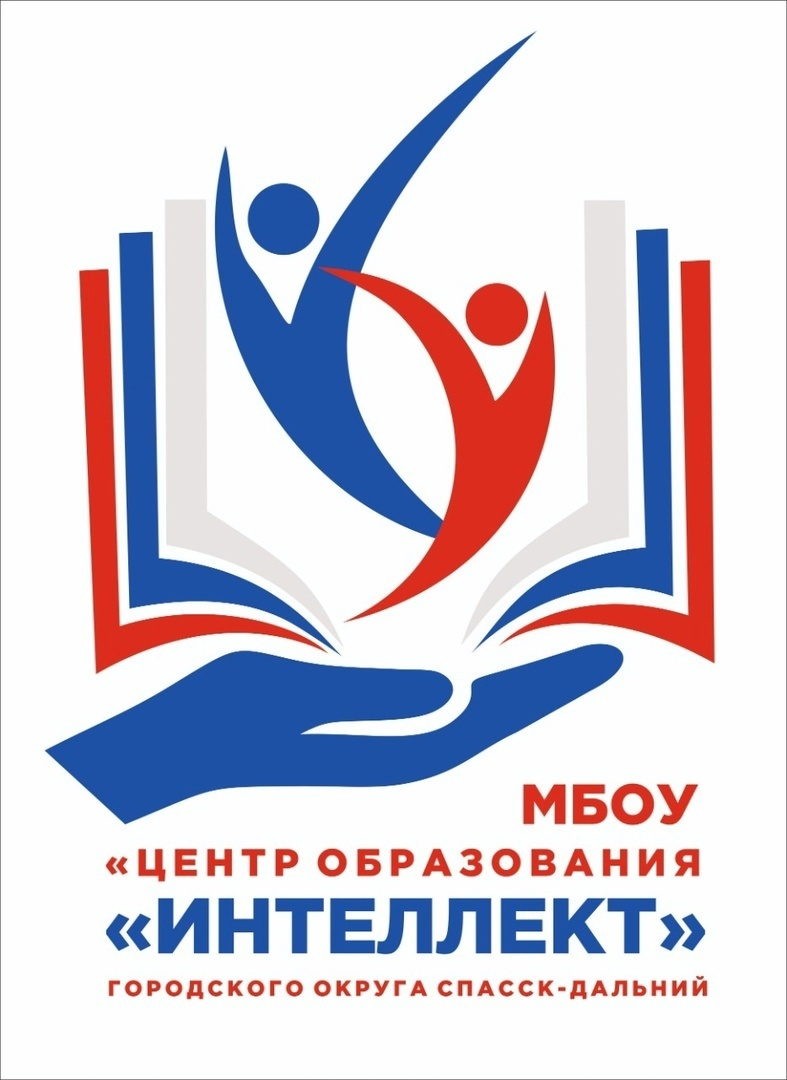 МБОУ
«ЦЕНТР ОБРАЗОВАНИЯ
«ИНТЕЛЛЕКТ»
ГОРОДСКОГО ОКРУГА СПАССК-ДАЛЬНИЙ